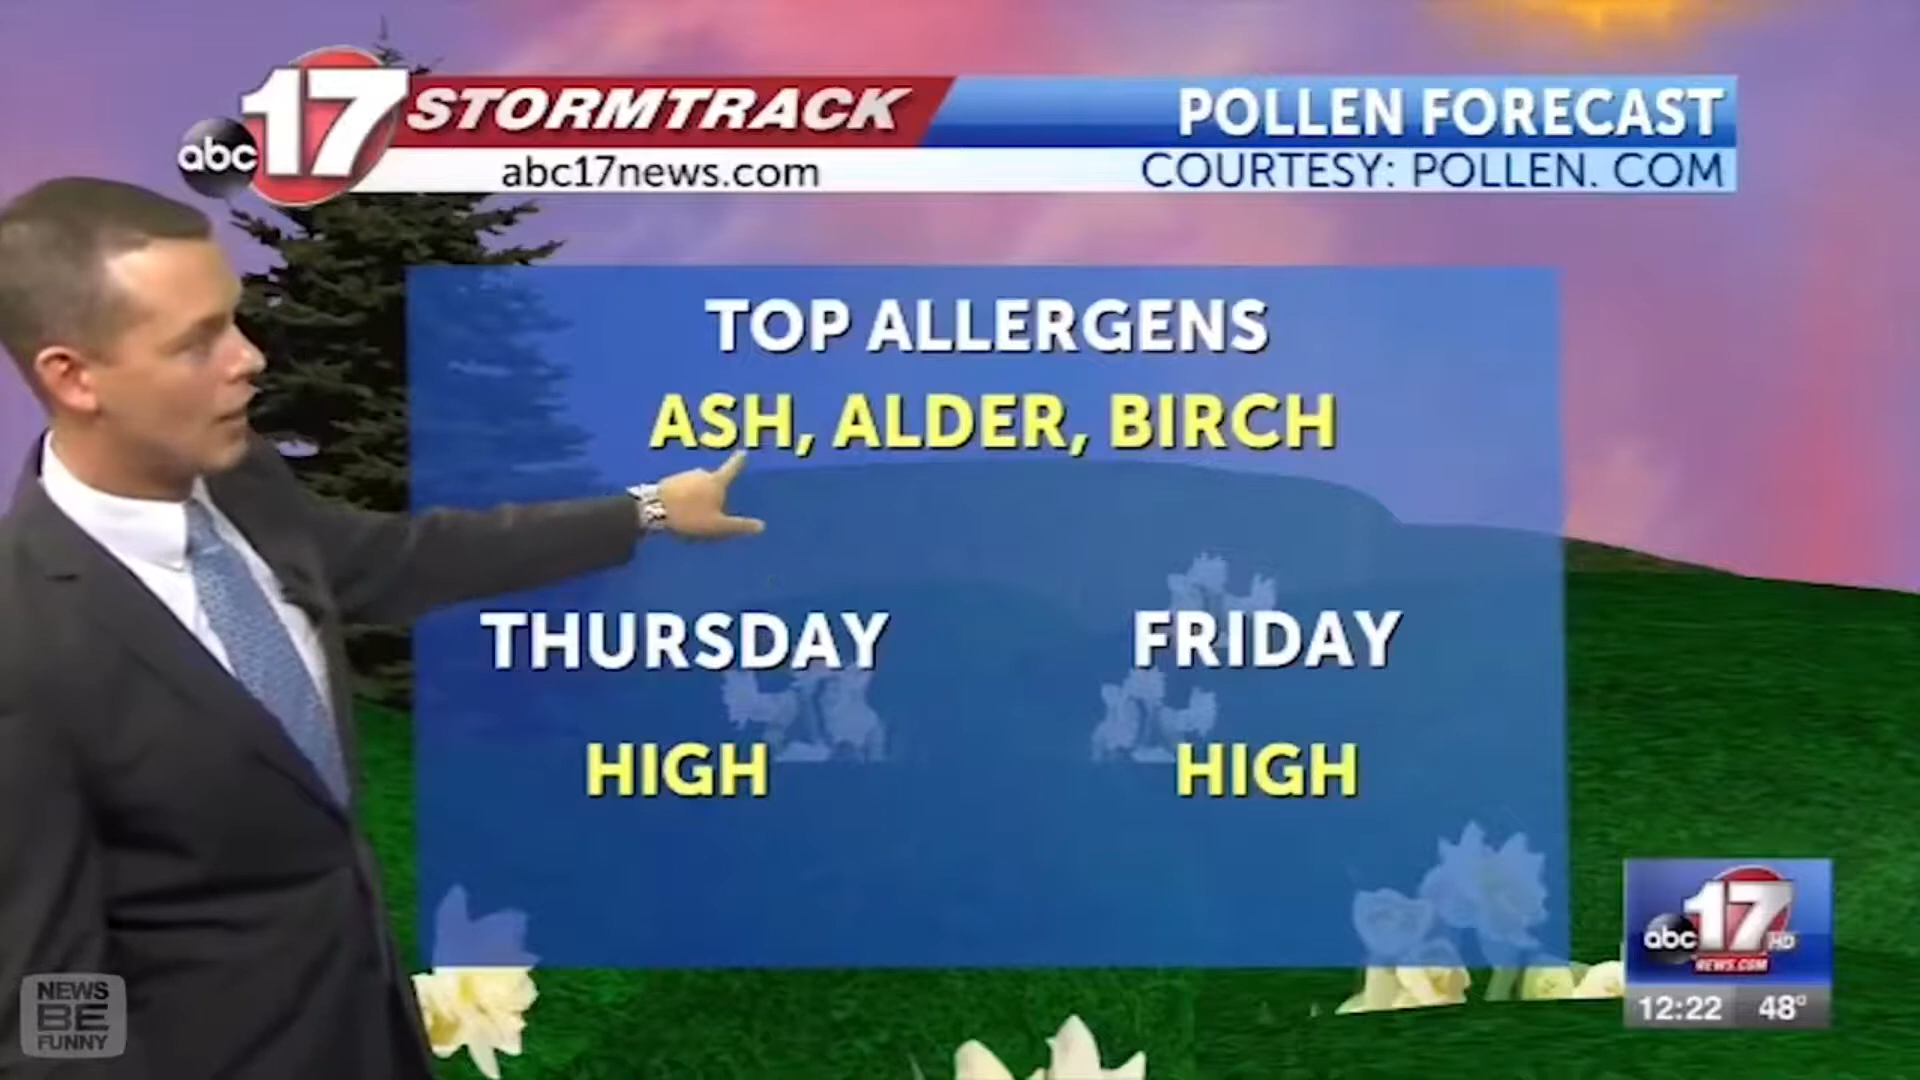 abc 17 STORMTRACK
POLLEN FORECAST
abc17news.com
COURTESY: POLLEN. COM
TOP ALLERGENS
ASH, ALDER, BIRCH
THURSDAY
FRIDAY
HIGH
HIGH
abc 17 HD
NEWS.COM
12:22 48°
NEWS
BE
FUNNY